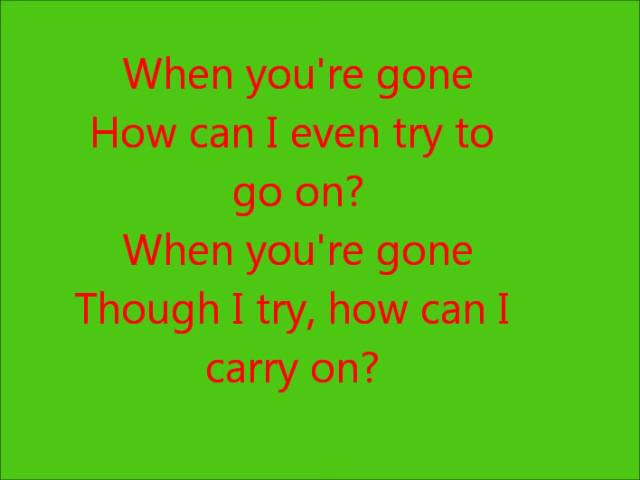 When you're gone
How can I even try to
go on?
When you're gone
Though I try, how can I
carry on?